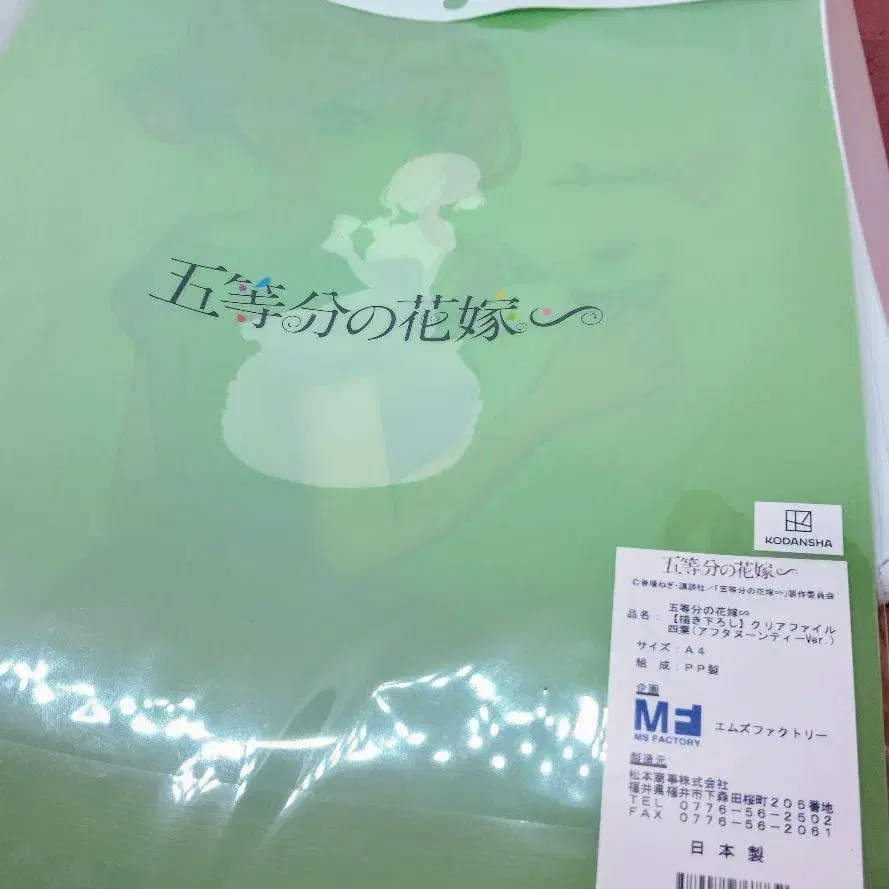 五等分の花嫁∽
KODANSHA
五等分の花嫁∽
©春場ねぎ・講談社/「五等分の花嫁∽」製作委員会
品名： 五等分の花嫁∽
【描き下ろし】クリアファイル
四葉(アフタヌーンティーVer.)
サイズ：A4
組　成：PP製
企画
MF
MS FACTORY
エムズファクトリー
製造元
松本商事株式会社
福井県福井市下森田桜町205番地
TEL 0776-56-2502
FAX 0776-56-2061
日本製